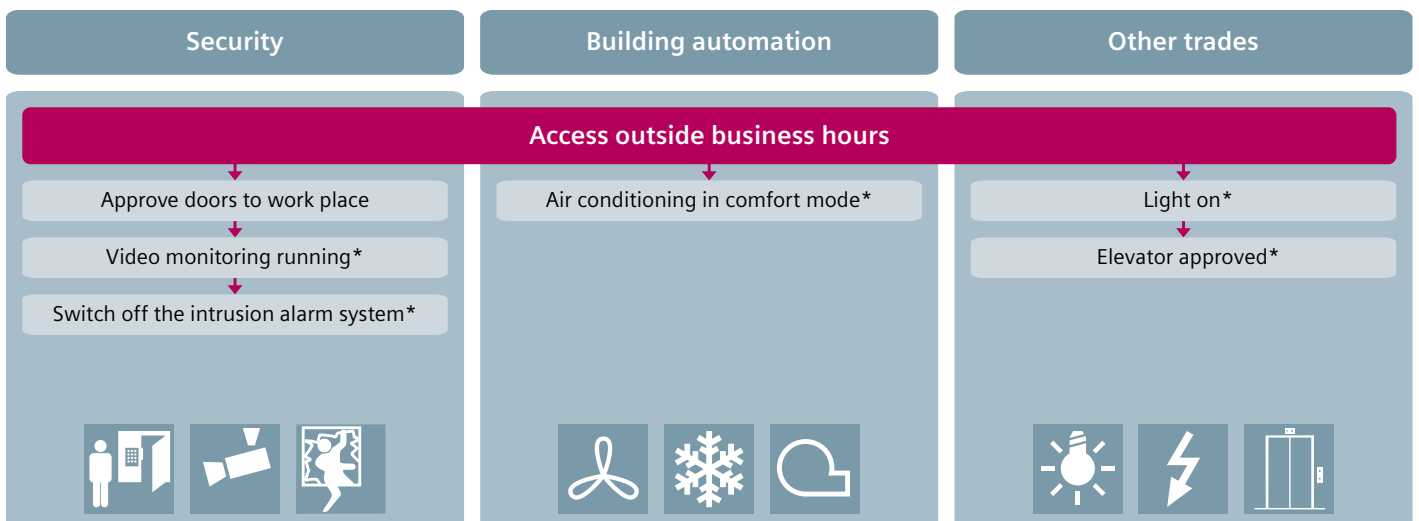 Security
Building automation
Other trades
Access outside business hours
Approve doors to work place
Video monitoring running*
Switch off the intrusion alarm system*
Air conditioning in comfort mode*
Light on*
Elevator approved*